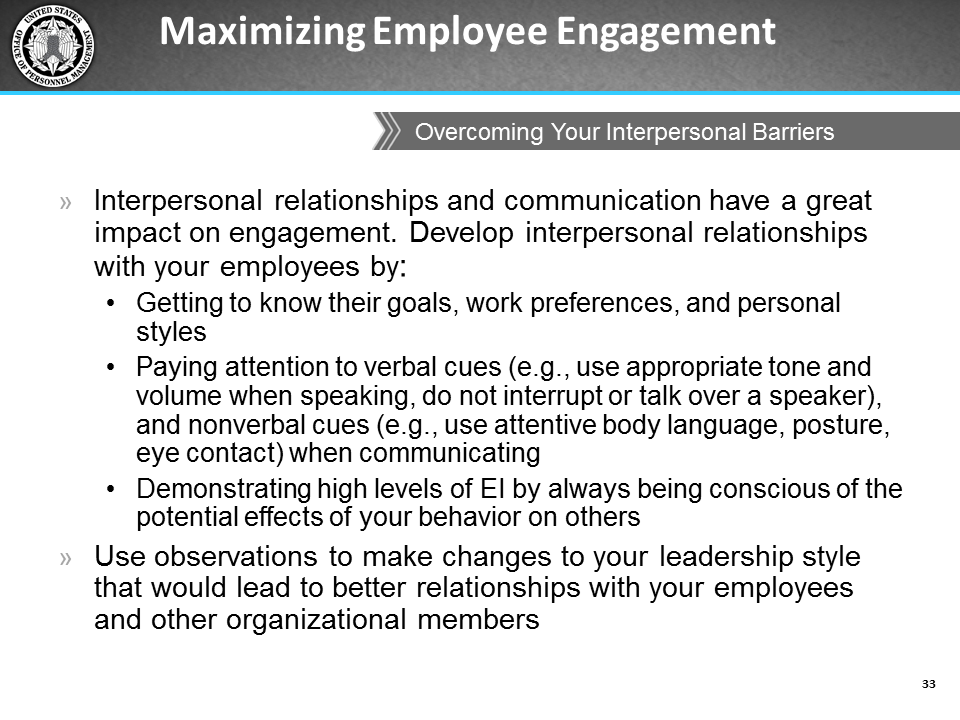 UNITED STATES
OFFICE OF PERSONNEL MANAGEMENT
Maximizing Employee Engagement
Overcoming Your Interpersonal Barriers
» Interpersonal relationships and communication have a great
impact on engagement. Develop interpersonal relationships
with your employees by:
• Getting to know their goals, work preferences, and personal
styles
• Paying attention to verbal cues (e.g., use appropriate tone and
volume when speaking, do not interrupt or talk over a speaker),
and nonverbal cues (e.g., use attentive body language, posture,
eye contact) when communicating
• Demonstrating high levels of EI by always being conscious of the
potential effects of your behavior on others
» Use observations to make changes to your leadership style
that would lead to better relationships with your employees
and other organizational members
33